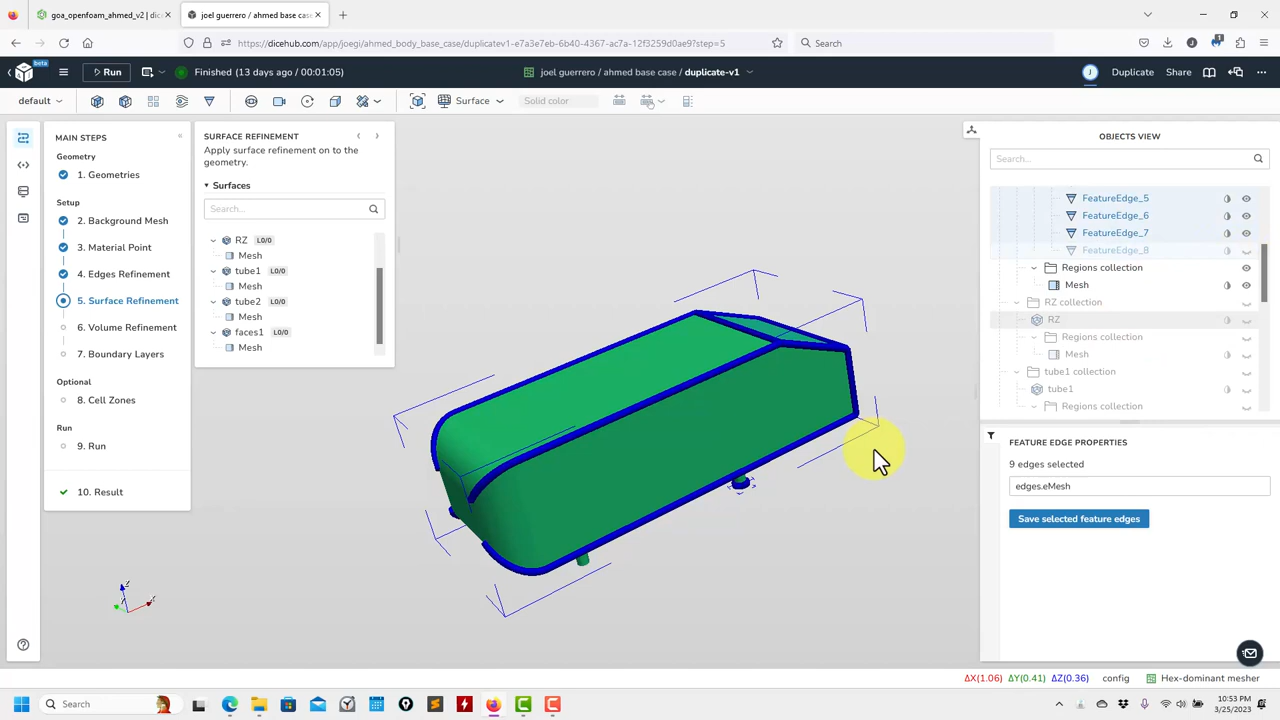 goa_openfoam_ahmed_v2 | dice
joel guerrero / ahmed base case
https://dicehub.com/app/joegi/ahmed_body_base_case/duplicatev1
?step=5
Search
beta
Run
Finished (13 days ago / 00:01:05)
joel guerrero / ahmed base case / duplicate-v1
J
Duplicate
Share
default
Surface
Solid color
MAIN STEPS
Geometry
1. Geometries
Setup
2. Background Mesh
3. Material Point
4. Edges Refinement
5. Surface Refinement
6. Volume Refinement
7. Boundary Layers
Optional
8. Cell Zones
Run
9. Run
10. Result
SURFACE REFINEMENT
Apply surface refinement on to the
geometry.
Surfaces
Search...
RZ L0/0
Mesh
tube1 L0/0
Mesh
tube2 L0/0
Mesh
faces1 L0/0
Mesh
OBJECTS VIEW
Search...
FeatureEdge_5
FeatureEdge_6
FeatureEdge_7
FeatureEdge_8
Regions collection
Mesh
RZ collection
RZ
Regions collection
Mesh
tube1 collection
tube1
Regions collection
FEATURE EDGE PROPERTIES
9 edges selected
edges.eMesh
Save selected feature edges
ΔX(1.06) ΔY(0.41) ΔZ(0.36) config Hex-dominant mesher
Search
10:53 PM
3/25/2023